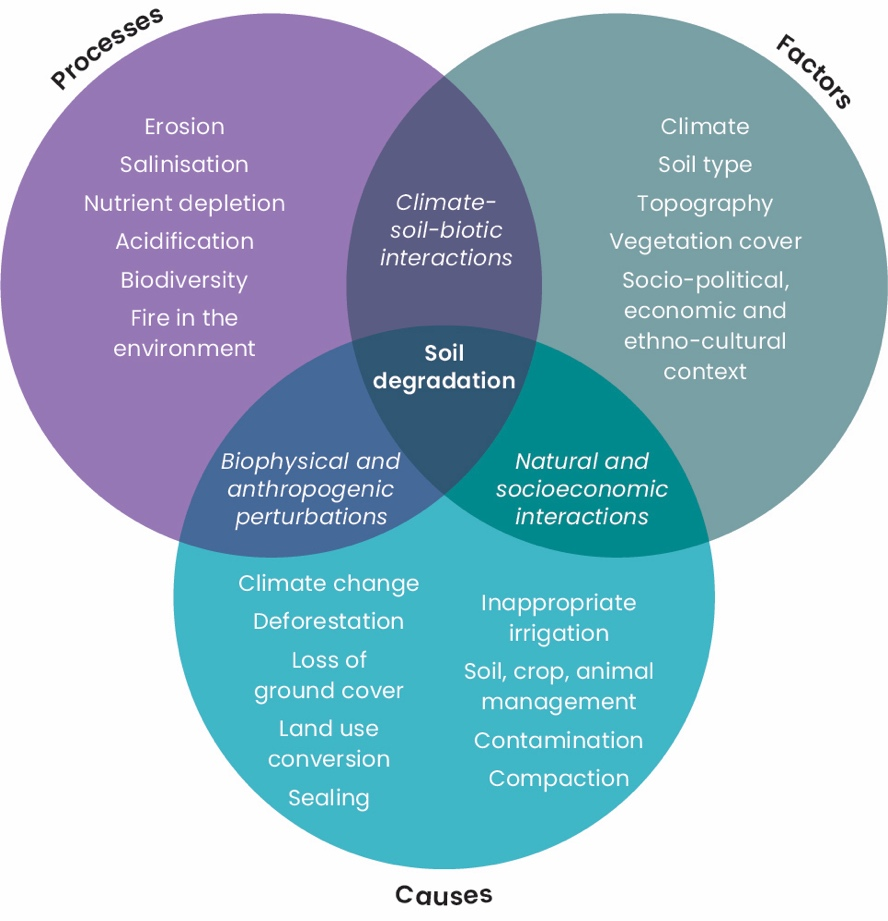 Processes
Factors
Erosion
Salinisation
Nutrient depletion
Acidification
Biodiversity
Fire in the
environment
Climate-
soil-biotic
interactions
Climate
Soil type
Topography
Vegetation cover
Socio-political,
economic and
ethno-cultural
context
Soil
degradation
Biophysical and
anthropogenic
perturbations
Natural and
socioeconomic
interactions
Climate change
Deforestation
Loss of
ground cover
Land use
conversion
Sealing
Inappropriate
irrigation
Soil, crop, animal
management
Contamination
Compaction
Causes